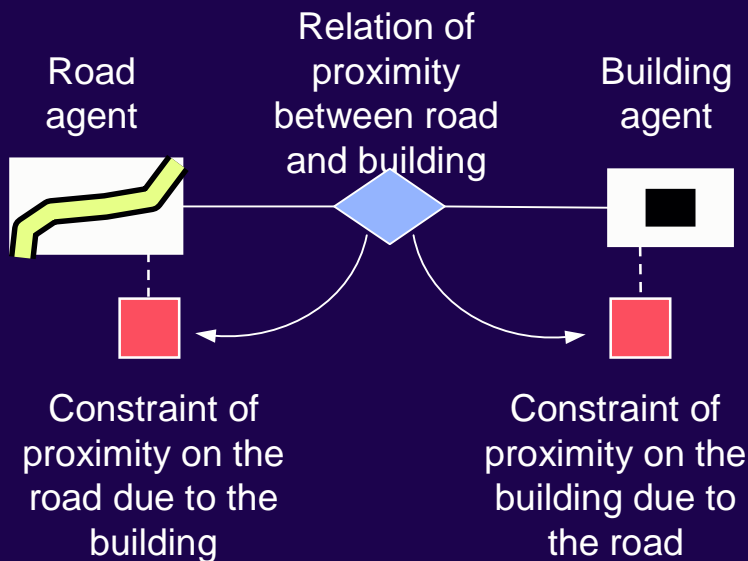 Road
agent
Relation of
proximity
between road
and building
Building
agent
Constraint of
proximity on the
road due to the
building
Constraint of
proximity on the
building due to
the road